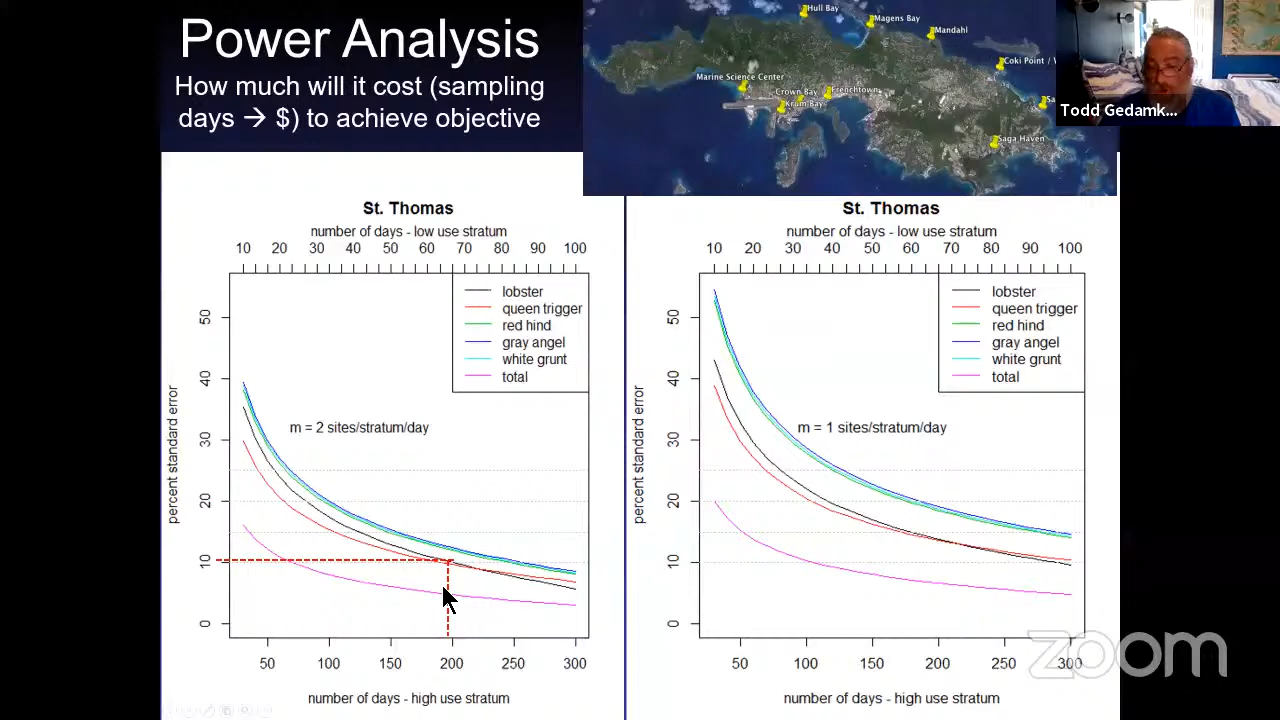 Power Analysis
How much will it cost (sampling
days → $) to achieve objective
Hull Bay
Magens Bay
Mandahl
Coki Point /
Marine Science Center
Crown Bay
Frenchtown
Krum Bay
Saga Haven
Todd Gedamk...
St. Thomas
number of days - low use stratum
10 20 30 40 50 60 70 80 90 100
lobster
queen trigger
red hind
gray angel
white grunt
total
m = 2 sites/stratum/day
percent standard error
0 10 20 30 40 50
50 100 150 200 250 300
number of days - high use stratum
St. Thomas
number of days - low use stratum
10 20 30 40 50 60 70 80 90 100
lobster
queen trigger
red hind
gray angel
white grunt
total
m = 1 sites/stratum/day
percent standard error
0 10 20 30 40 50
50 100 150 200 250 300
number of days - high use stratum
zoom